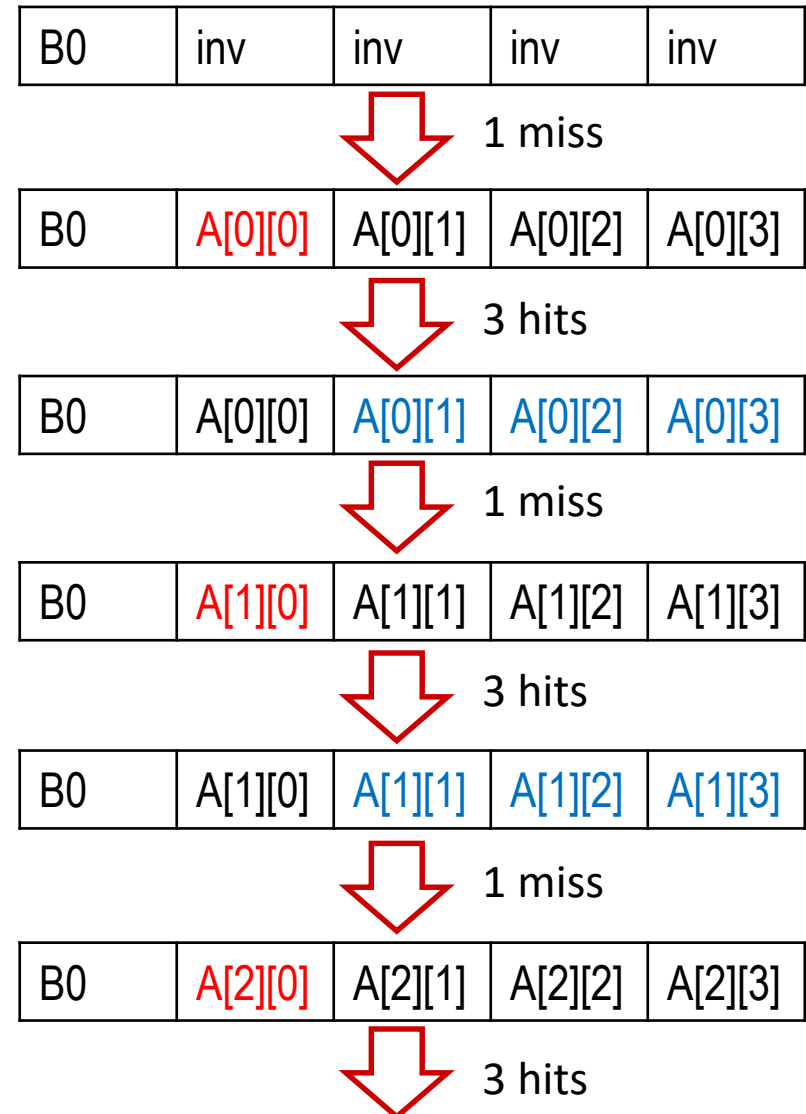 B0 inv inv inv inv
1 miss
B0 A[0][0] A[0][1] A[0][2] A[0][3]
3 hits
B0 A[0][0] A[0][1] A[0][2] A[0][3]
1 miss
B0 A[1][0] A[1][1] A[1][2] A[1][3]
3 hits
B0 A[1][0] A[1][1] A[1][2] A[1][3]
1 miss
B0 A[2][0] A[2][1] A[2][2] A[2][3]
3 hits